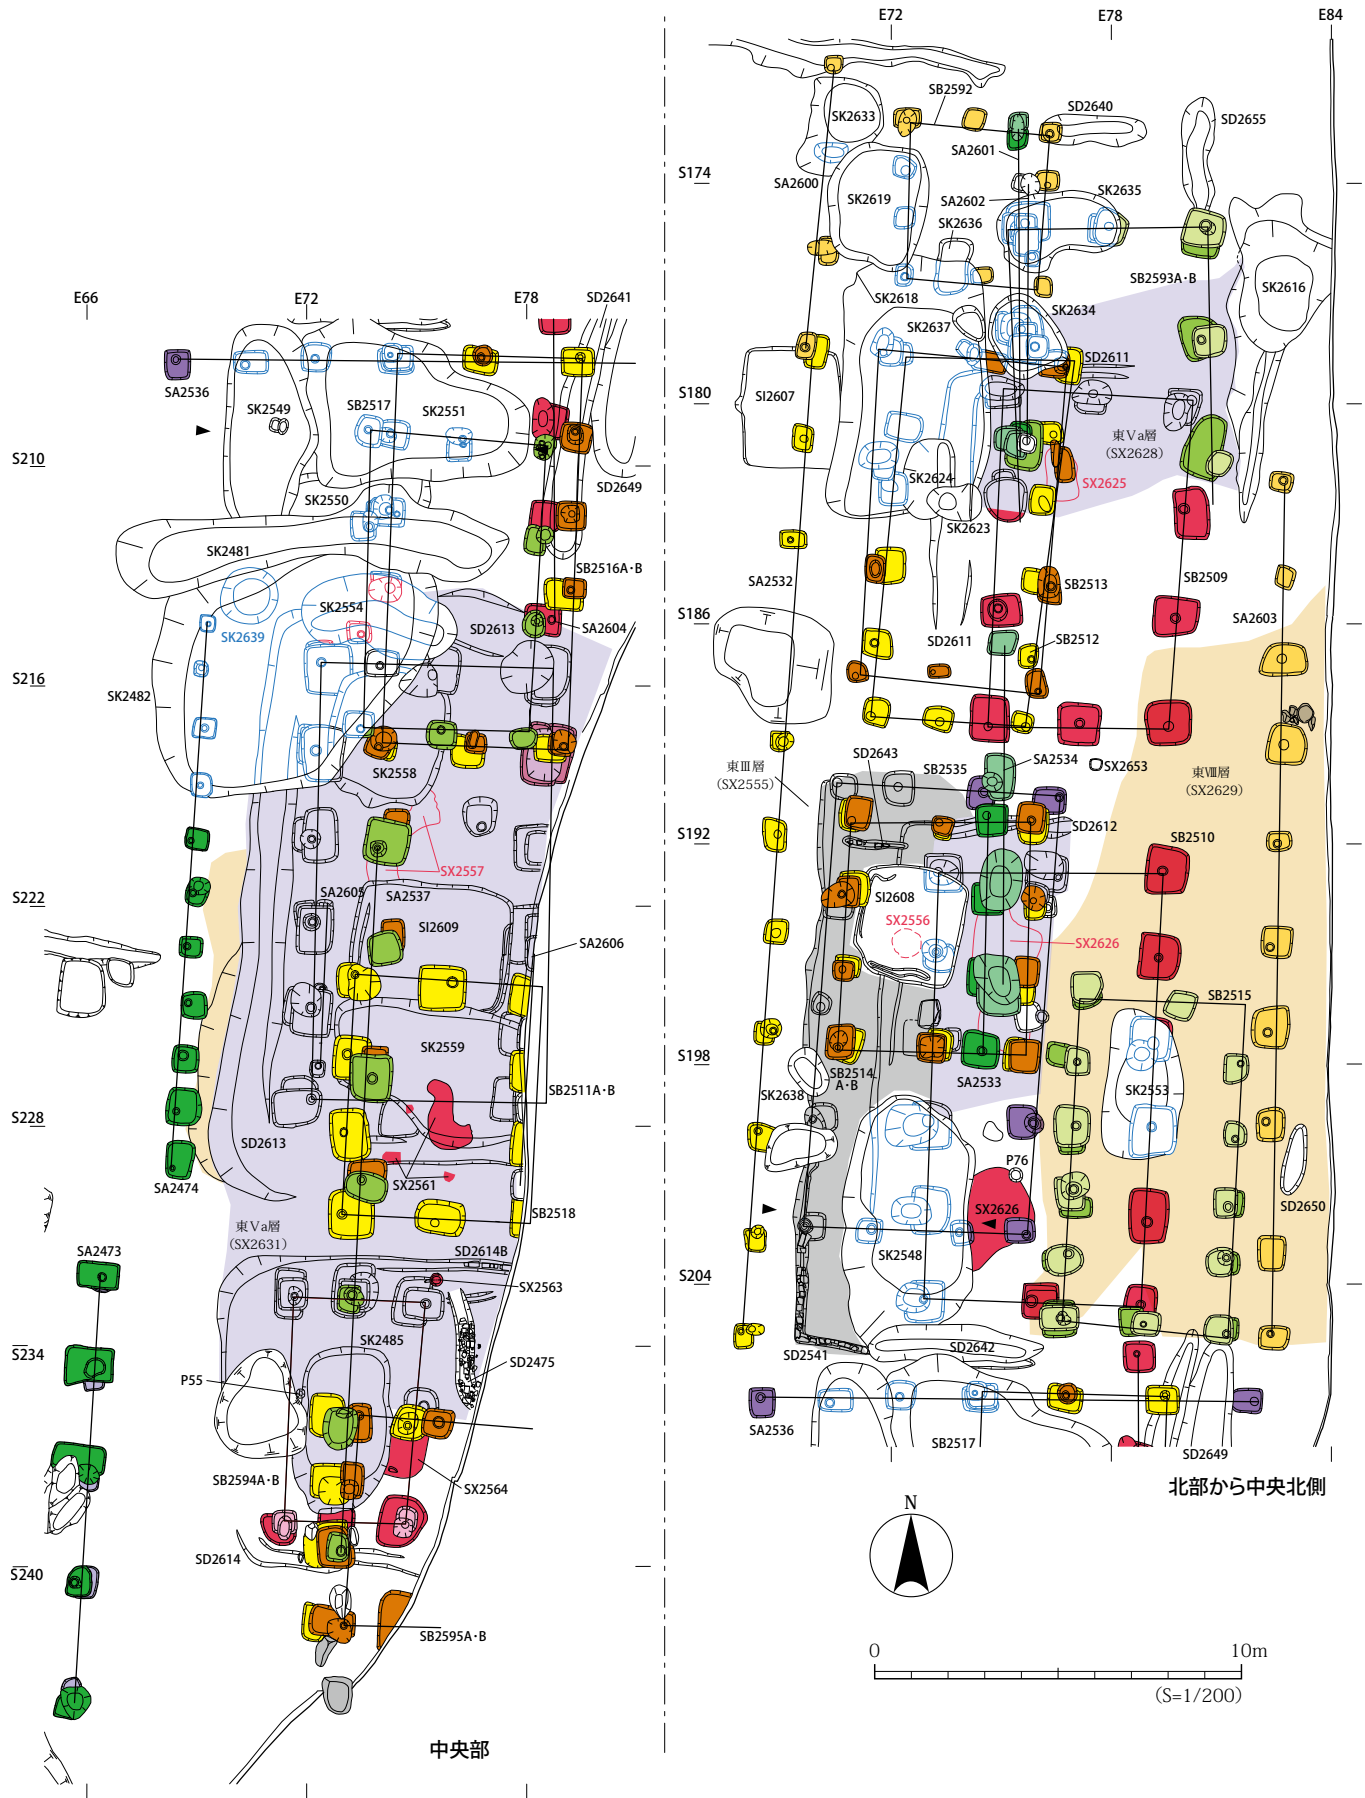 E66
E72
E78
SD2641
SA2536
SK2549
SB2517
SK2551
S210
SK2550
SD2649
SK2481
SB2516A・B
SK2554
SK2639
SD2613
SA2604
S216
SK2482
SK2558
SX2557
SA2605
SA2537
S222
SI2609
SA2606
SK2559
SB2511A・B
S228
SD2613
SX2561
SA2474
SB2518
東Ⅴa層
(SX2631)
SD2614B
SA2473
SX2563
SK2485
S234
SD2475
P55
SB2594A・B
SX2564
SD2614
S240
SB2595A・B
中央部
E72
E78
E84
SB2592
SK2633
SD2640
SD2655
SA2601
S174
SA2600
SK2619
SA2602
SK2635
SK2636
SB2593A・B
SK2618
SK2634
SK2616
SK2637
SD2611
S180
SI2607
東Ⅴa層
(SX2628)
SK2624
SX2625
SK2623
SA2532
SB2513
SB2509
S186
SA2603
SD2611
SB2512
SD2643
SB2535
SA2534
SX2653
東Ⅲ層
(SX2555)
東Ⅷ層
(SX2629)
SD2612
S192
SB2510
SI2608
SX2556
SX2626
SB2515
S198
SB2514
A・B
SA2533
SK2638
SK2553
P76
SX2626
SD2650
SK2548
S204
SD2541
SD2642
SA2536
SB2517
SD2649
北部から中央北側
N
0
10m
(S=1/200)